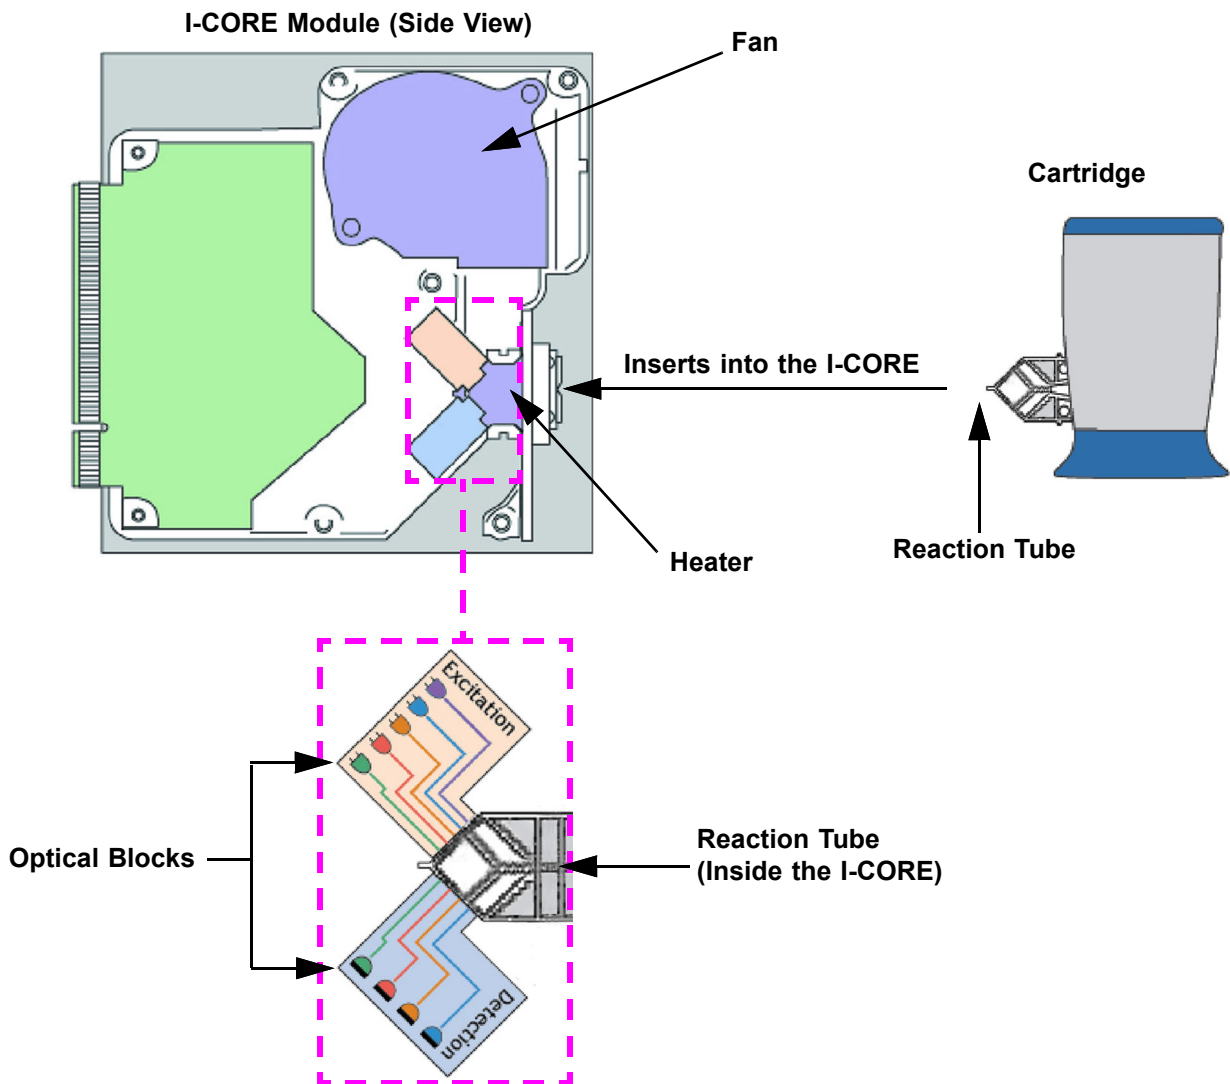 I-CORE Module (Side View)
Fan
Cartridge
Inserts into the I-CORE
Reaction Tube
Heater
Excitation
Optical Blocks
Reaction Tube
(Inside the I-CORE)
Detection